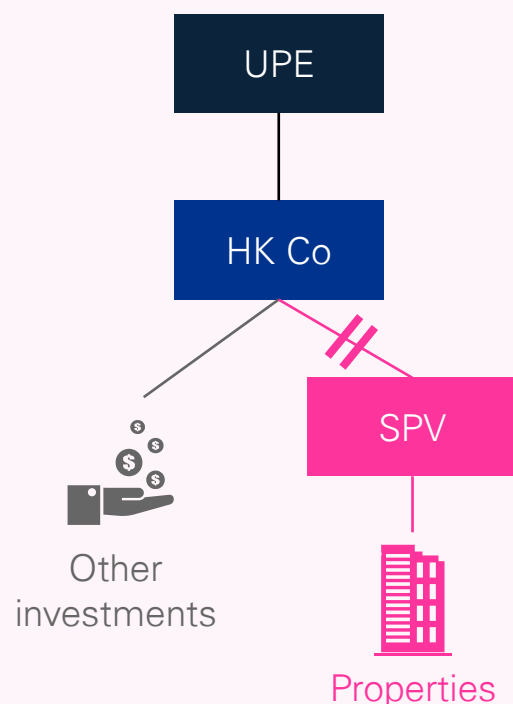 UPE
HK Co
SPV
$
$
$
$
Other
investments
Properties